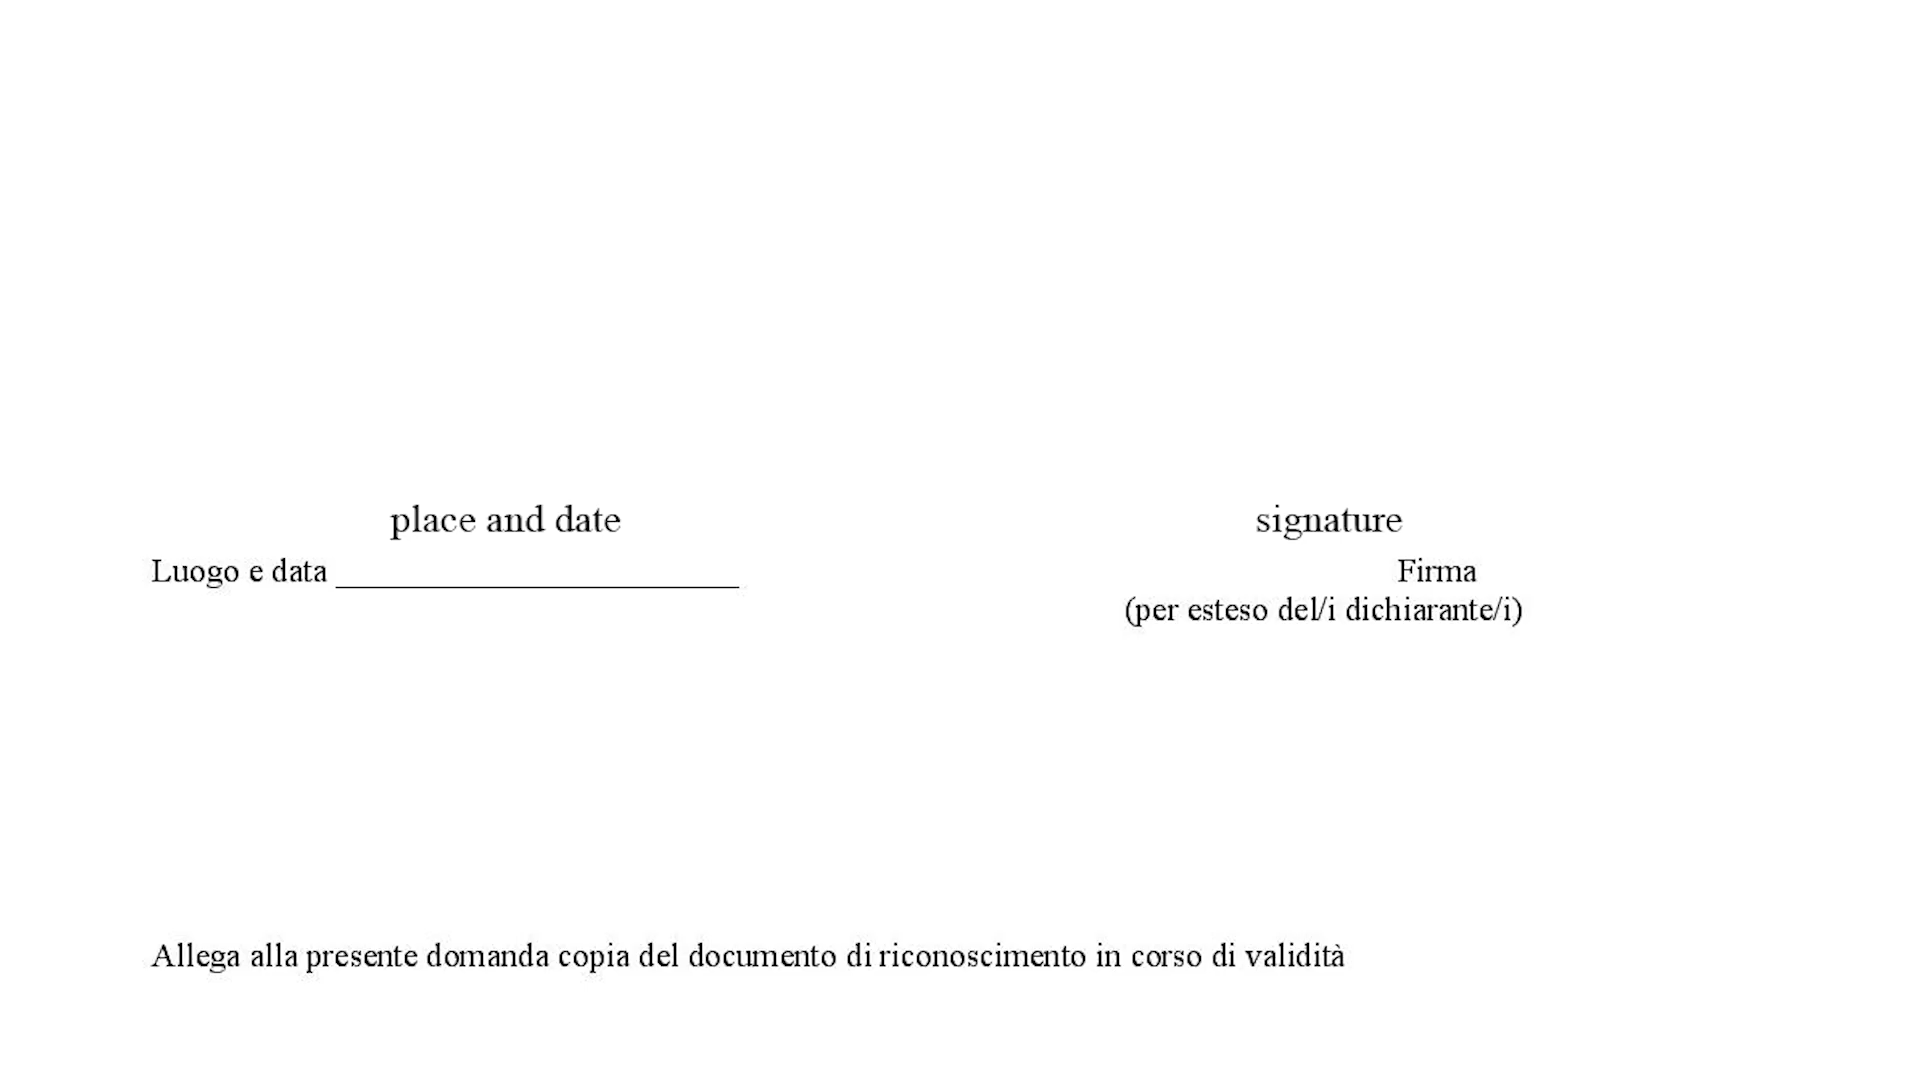 place and date signature
Luogo e data ________________________ Firma
(per esteso del/i dichiarante/i)
Allega alla presente domanda copia del documento di riconoscimento in corso di validità